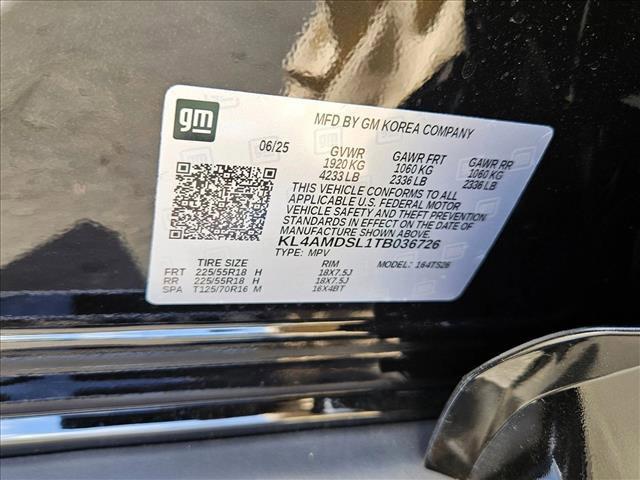 gm
MFD BY GM KOREA COMPANY
06/25 GVWR GAWR FRT GAWR RR
1920 KG 1060 KG 1060 KG
4233 LB 2336 LB 2336 LB
THIS VEHICLE CONFORMS TO ALL
APPLICABLE U.S. FEDERAL MOTOR
VEHICLE SAFETY AND THEFT PREVENTION
STANDARDS IN EFFECT ON THE DATE OF
MANUFACTURE SHOWN ABOVE.
KL4AMDSL1TB036726
TYPE: MPV MODEL: 164TS26
TIRE SIZE RIM
FRT 225/55R18 H 18X7.5J
RR 225/55R18 H 18X7.5J
SPA T125/70R16 M 16X4BT